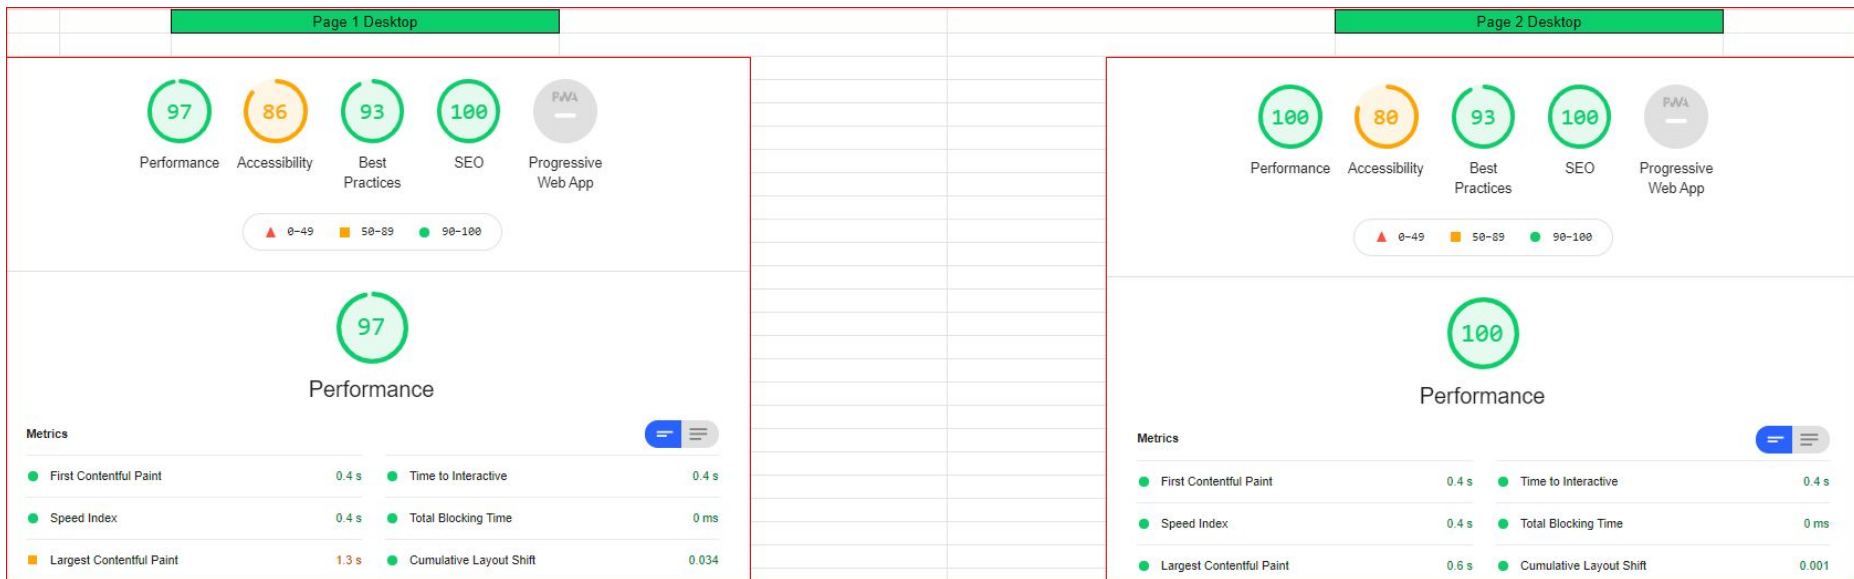 Page 1 Desktop
Page 2 Desktop
97
86
93
100
PWA
Performance
Accessibility
Best
Practices
SEO
Progressive
Web App
0–49
50–89
90–100
97
Performance
Metrics
First Contentful Paint 0.4 s
Time to Interactive 0.4 s
Speed Index 0.4 s
Total Blocking Time 0 ms
Largest Contentful Paint 1.3 s
Cumulative Layout Shift 0.034
100
80
93
100
PWA
Performance
Accessibility
Best
Practices
SEO
Progressive
Web App
0–49
50–89
90–100
100
Performance
Metrics
First Contentful Paint 0.4 s
Time to Interactive 0.4 s
Speed Index 0.4 s
Total Blocking Time 0 ms
Largest Contentful Paint 0.6 s
Cumulative Layout Shift 0.001